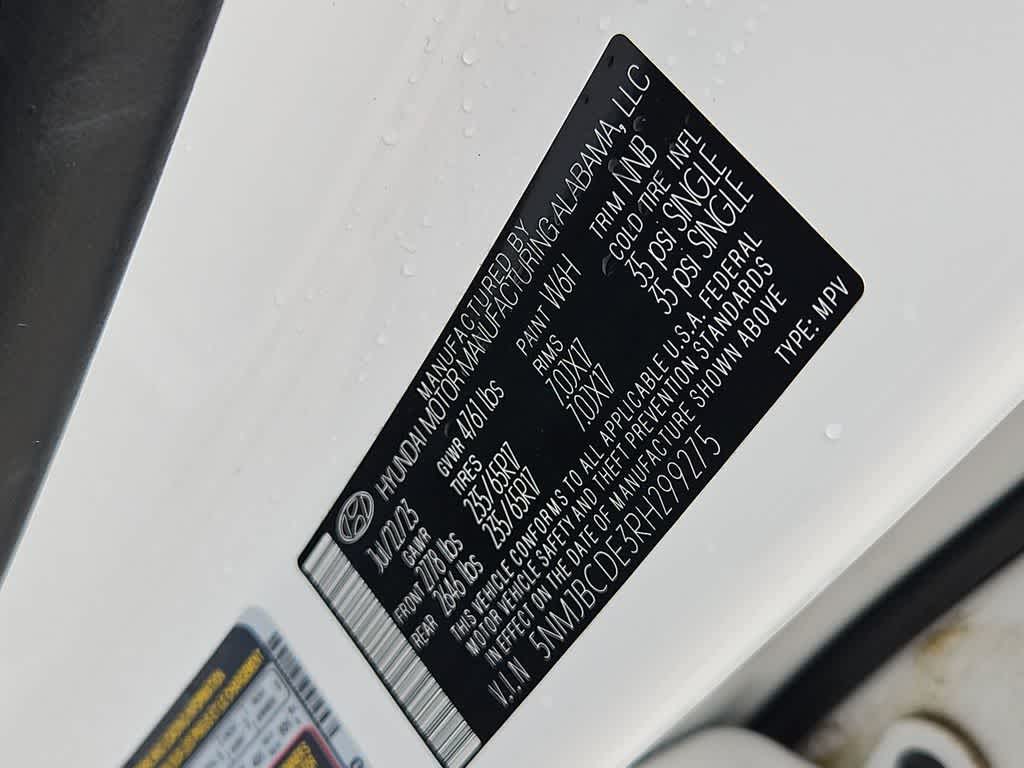 MANUFACTURED BY
HYUNDAI MOTOR MANUFACTURING ALABAMA, LLC
JUL/21/23 GVWR 4761 lbs PAINT W6H TRIM NNB
GAWR TIRES RIMS COLD TIRE INFL
FRONT 2778 lbs 235/65R17 7.0JX17 35 psi SINGLE
REAR 2646 lbs 235/65R17 7.0JX17 35 psi SINGLE
THIS VEHICLE CONFORMS TO ALL APPLICABLE U.S.A. FEDERAL
MOTOR VEHICLE SAFETY AND THEFT PREVENTION STANDARDS
IN EFFECT ON THE DATE OF MANUFACTURE SHOWN ABOVE
V.I.N 5NMJBCDE3RH299275 TYPE: MPV